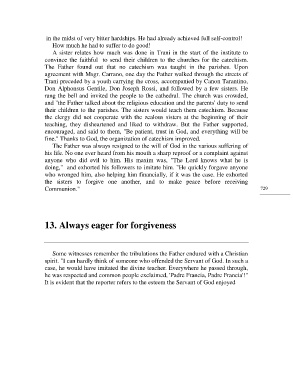 in the midst of very bitter hardships. He had already achieved full self-control!
How much he had to suffer to do good!
A sister relates how much was done in Trani in the start of the institute to
convince the faithful to send their children to the churches for the catechism.
The Father found out that no catechism was taught in the parishes. Upon
agreement with Msgr. Carrano, one day the Father walked through the streets of
Trani preceded by a youth carrying the cross, accompanied by Canon Tarantino,
Don Alphonsus Gentile, Don Joseph Rossi, and followed by a few sisters. He
rang the bell and invited the people to the cathedral. The church was crowded,
and "the Father talked about the religious education and the parents' duty to send
their children to the parishes. The sisters would teach them catechism. Because
the clergy did not cooperate with the zealous sisters at the beginning of their
teaching, they disheartened and liked to withdraw. But the Father supported,
encouraged, and said to them, "Be patient, trust in God, and everything will be
fine." Thanks to God, the organization of catechism improved.
The Father was always resigned to the will of God in the various suffering of
his life. No one ever heard from his mouth a sharp reproof or a complaint against
anyone who did evil to him. His maxim was, "The Lord knows what he is
doing," and exhorted his followers to imitate him. "He quickly forgave anyone
who wronged him, also helping him financially, if it was the case. He exhorted
the sisters to forgive one another, and to make peace before receiving
Communion."
729
13. Always eager for forgiveness
Some witnesses remember the tribulations the Father endured with a Christian
spirit. "I can hardly think of someone who offended the Servant of God. In such a
case, he would have imitated the divine teacher. Everywhere he passed through,
he was respected and common people exclaimed, 'Padre Francia, Padre Francia'!"
It is evident that the reporter refers to the esteem the Servant of God enjoyed